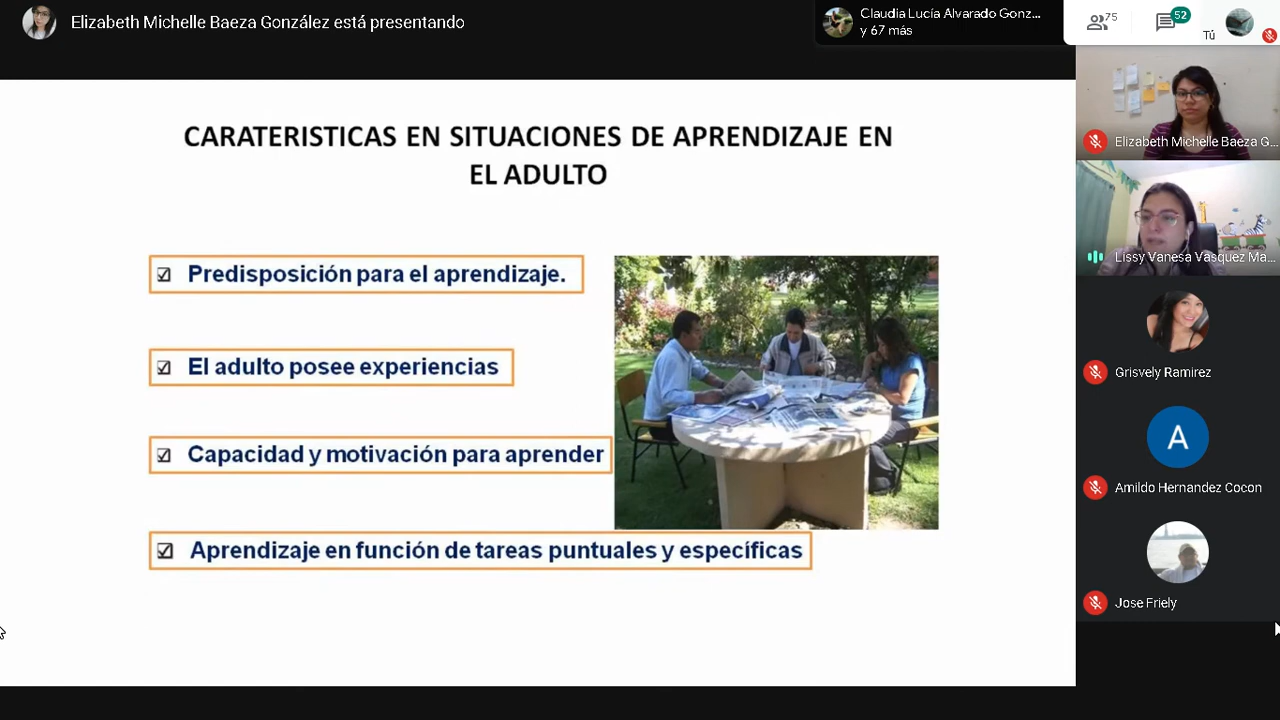 Elizabeth Michelle Baeza González está presentando
Claudia Lucía Alvarado Gonz...
y 67 más
75
52
Tú
CARATERISTICAS EN SITUACIONES DE APRENDIZAJE EN
EL ADULTO
Predisposición para el aprendizaje.
El adulto posee experiencias
Capacidad y motivación para aprender
Aprendizaje en función de tareas puntuales y específicas
Elizabeth Michelle Baeza G...
Lissy Vanesa Vásquez Ma...
Grisvely Ramirez
A
Amildo Hernandez Cocon
Jose Friely